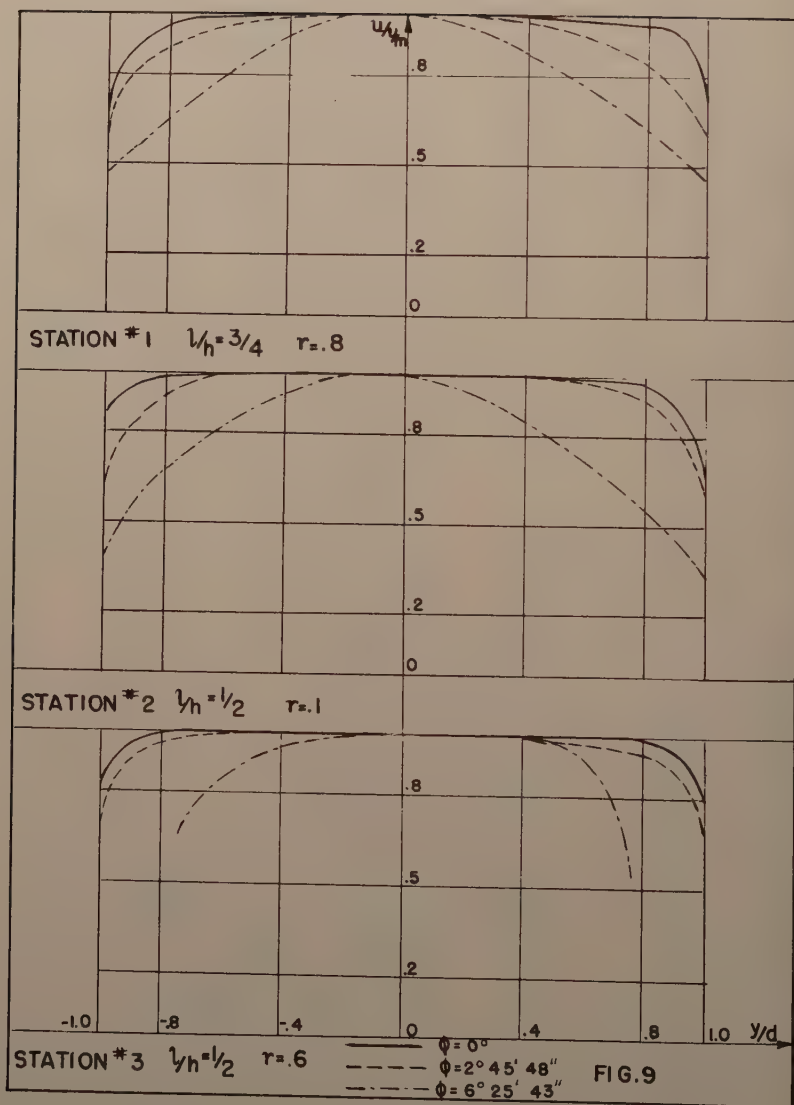 u/um
.8
.5
.2
0
STATION #1 l/h = 3/4 r=.8
.8
.5
.2
0
STATION #2 l/h = 1/2 r=.1
.8
.5
.2
-1.0 -.8 -.4 0 .4 .8 1.0 y/d
STATION #3 l/h = 1/2 r=.6
ϕ = 0°
ϕ = 2° 45' 48"
ϕ = 6° 25' 43"
FIG.9